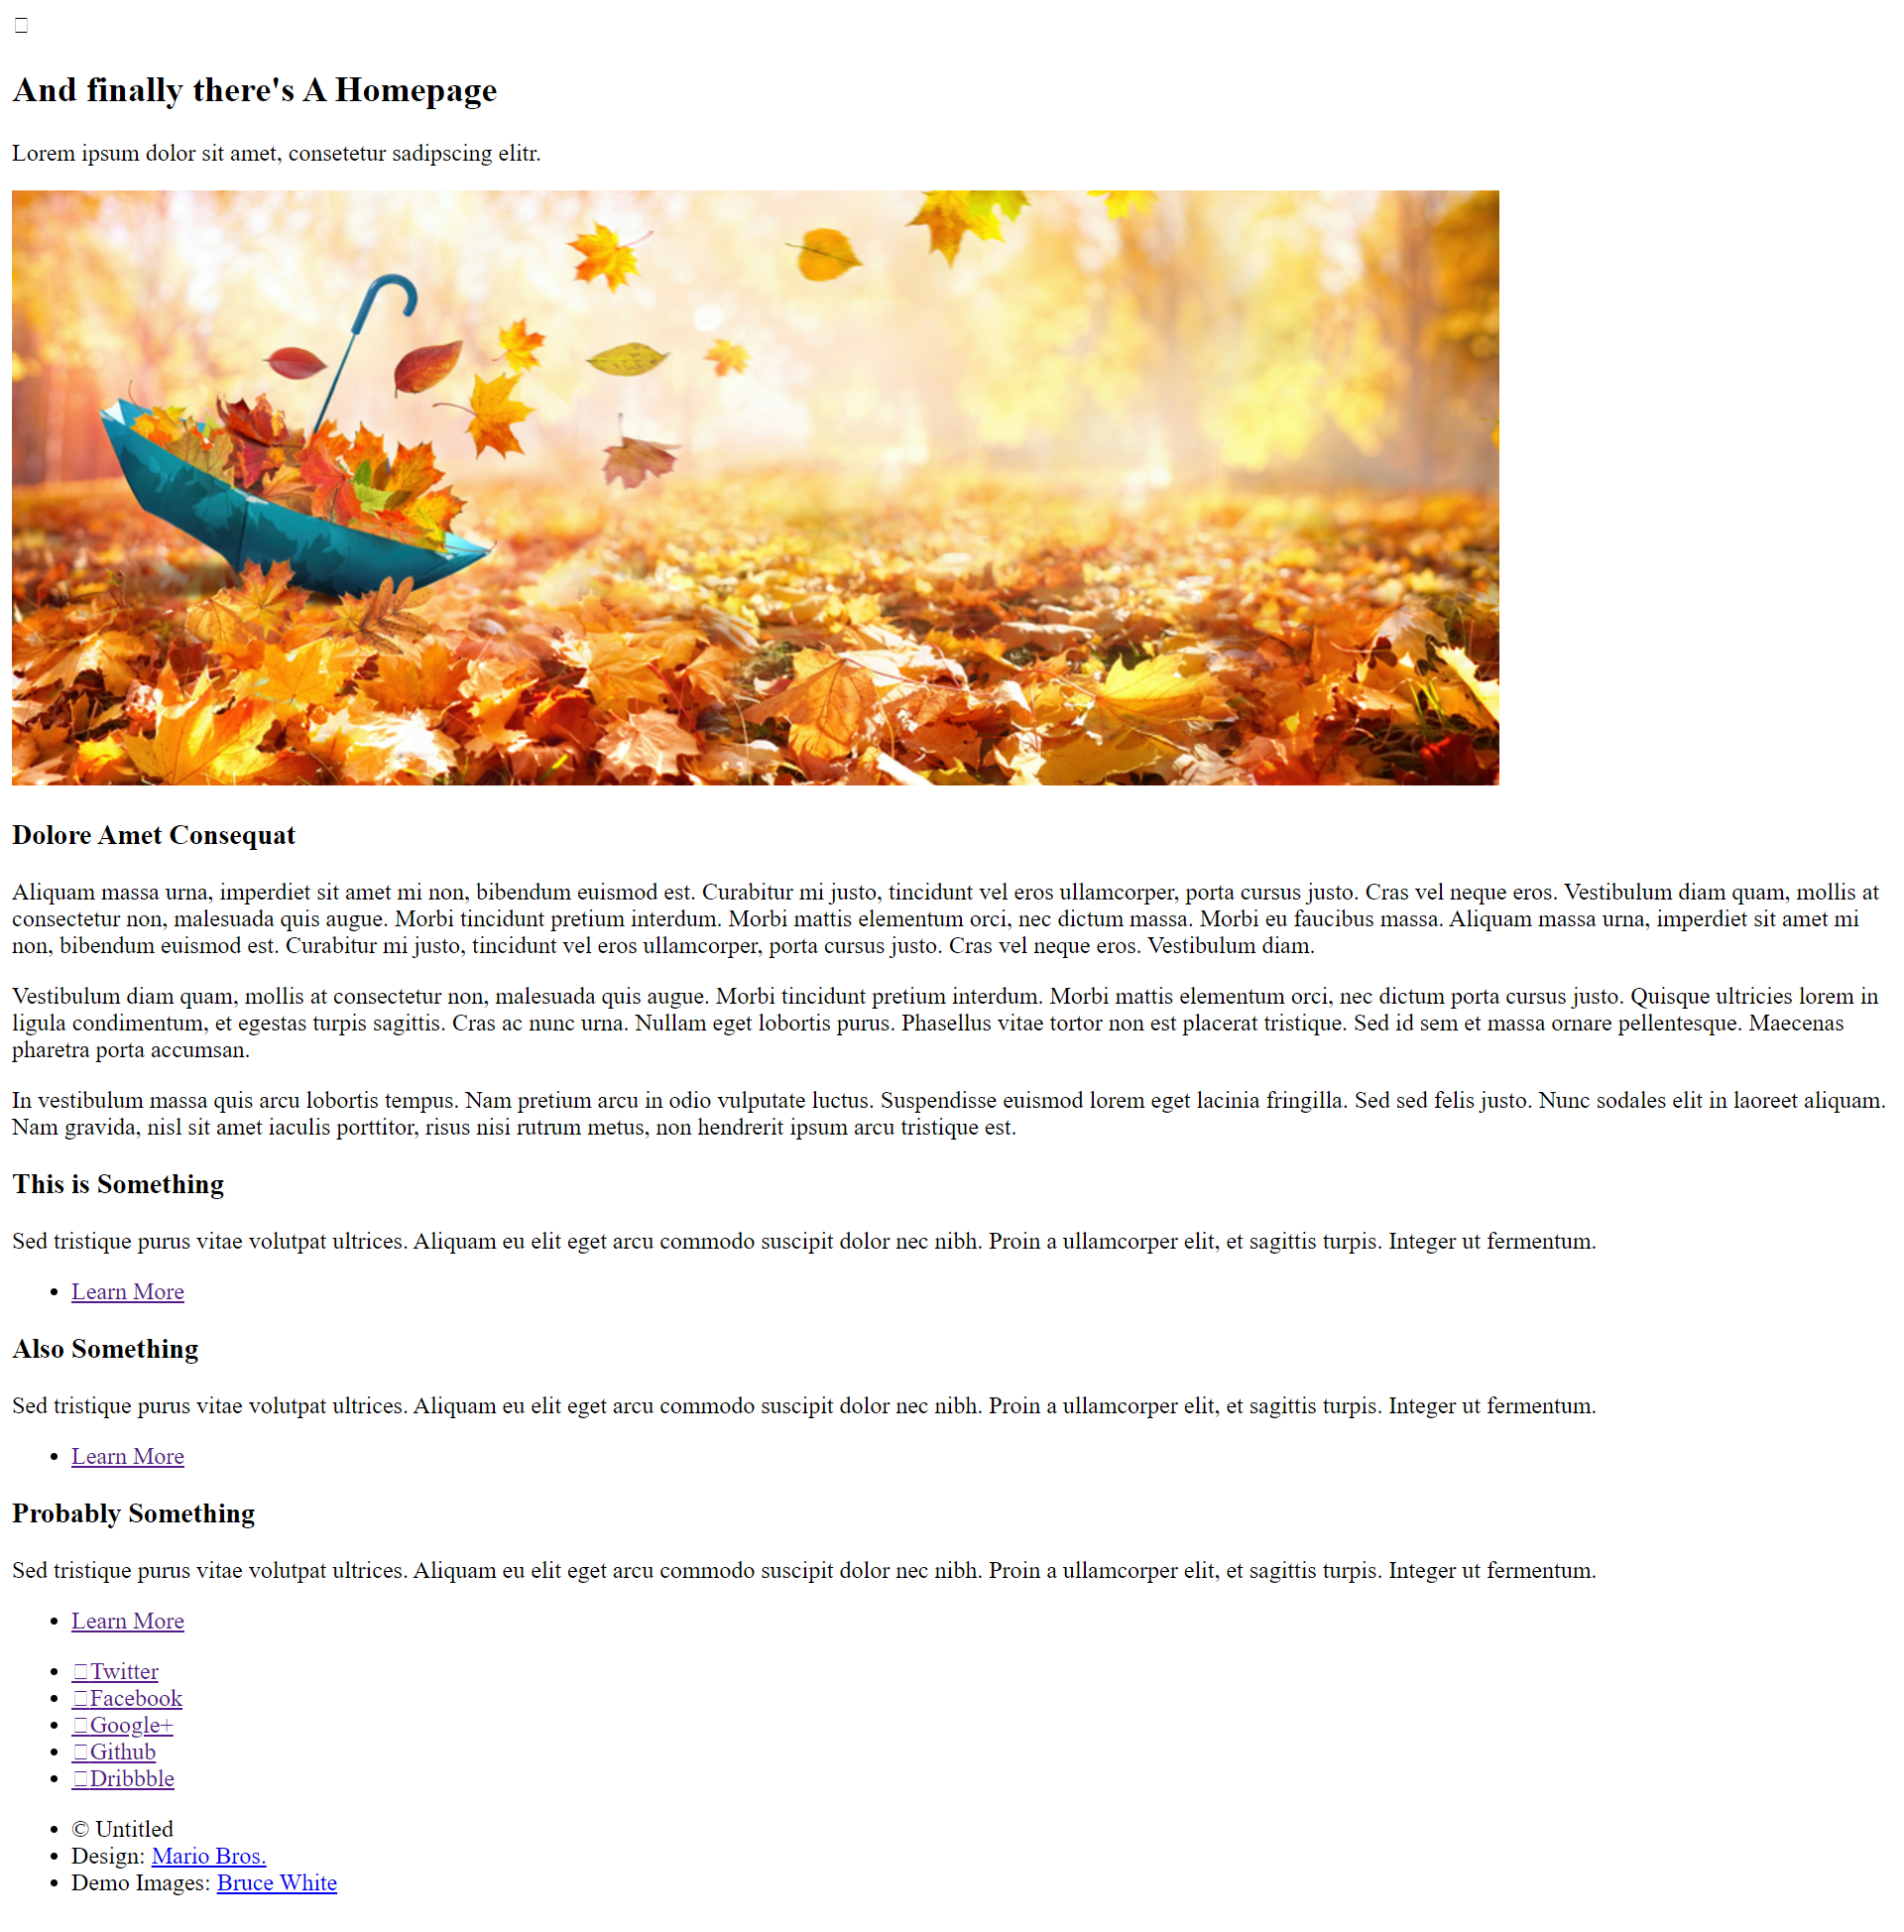 And finally there's A Homepage
Lorem ipsum dolor sit amet, consetetur sadipscing elitr.
Dolore Amet Consequat
Aliquam massa urna, imperdiet sit amet mi non, bibendum euismod est. Curabitur mi justo, tincidunt vel eros ullamcorper, porta cursus justo. Cras vel neque eros. Vestibulum diam quam, mollis at
consectetur non, malesuada quis augue. Morbi tincidunt pretium interdum. Morbi mattis elementum orci, nec dictum massa. Morbi eu faucibus massa. Aliquam massa urna, imperdiet sit amet mi
non, bibendum euismod est. Curabitur mi justo, tincidunt vel eros ullamcorper, porta cursus justo. Cras vel neque eros. Vestibulum diam.
Vestibulum diam quam, mollis at consectetur non, malesuada quis augue. Morbi tincidunt pretium interdum. Morbi mattis elementum orci, nec dictum porta cursus justo. Quisque ultricies lorem in
ligula condimentum, et egestas turpis sagittis. Cras ac nunc urna. Nullam eget lobortis purus. Phasellus vitae tortor non est placerat tristique. Sed id sem et massa ornare pellentesque. Maecenas
pharetra porta accumsan.
In vestibulum massa quis arcu lobortis tempus. Nam pretium arcu in odio vulputate luctus. Suspendisse euismod lorem eget lacinia fringilla. Sed sed felis justo. Nunc sodales elit in laoreet aliquam.
Nam gravida, nisl sit amet iaculis porttitor, risus nisi rutrum metus, non hendrerit ipsum arcu tristique est.
This is Something
Sed tristique purus vitae volutpat ultrices. Aliquam eu elit eget arcu commodo suscipit dolor nec nibh. Proin a ullamcorper elit, et sagittis turpis. Integer ut fermentum.
• Learn More
Also Something
Sed tristique purus vitae volutpat ultrices. Aliquam eu elit eget arcu commodo suscipit dolor nec nibh. Proin a ullamcorper elit, et sagittis turpis. Integer ut fermentum.
• Learn More
Probably Something
Sed tristique purus vitae volutpat ultrices. Aliquam eu elit eget arcu commodo suscipit dolor nec nibh. Proin a ullamcorper elit, et sagittis turpis. Integer ut fermentum.
• Learn More
• Twitter
• Facebook
• Google+
• Github
• Dribbble
• © Untitled
• Design: Mario Bros.
• Demo Images: Bruce White